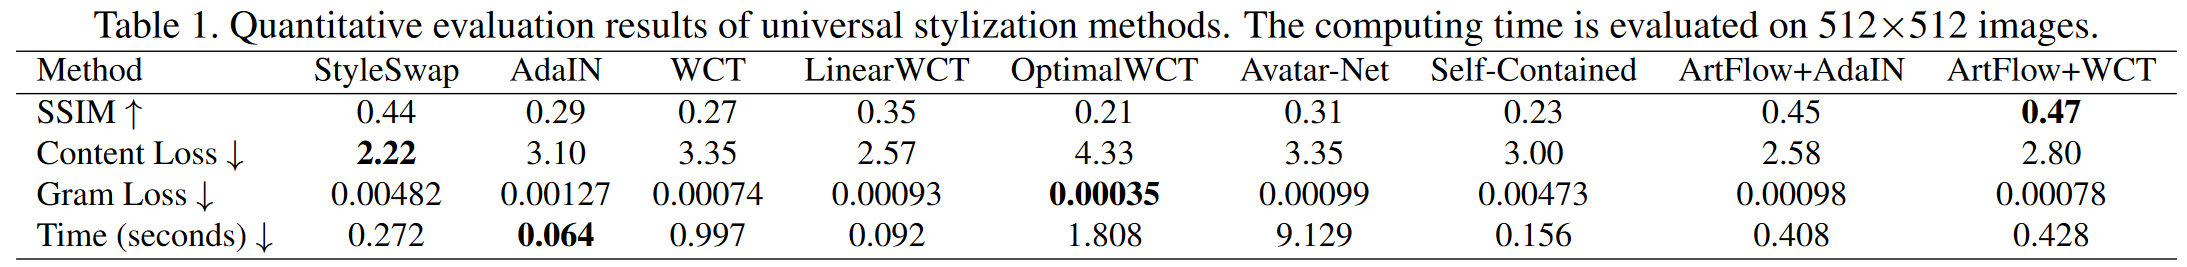 Table 1. Quantitative evaluation results of universal stylization methods. The computing time is evaluated on 512×512 images.
Method StyleSwap AdaIN WCT LinearWCT OptimalWCT Avatar-Net Self-Contained ArtFlow+AdaIN ArtFlow+WCT
SSIM ↑ 0.44 0.29 0.27 0.35 0.21 0.31 0.23 0.45 0.47
Content Loss ↓ 2.22 3.10 3.35 2.57 4.33 3.35 3.00 2.58 2.80
Gram Loss ↓ 0.00482 0.00127 0.00074 0.00093 0.00035 0.00099 0.00473 0.00098 0.00078
Time (seconds) ↓ 0.272 0.064 0.997 0.092 1.808 9.129 0.156 0.408 0.428